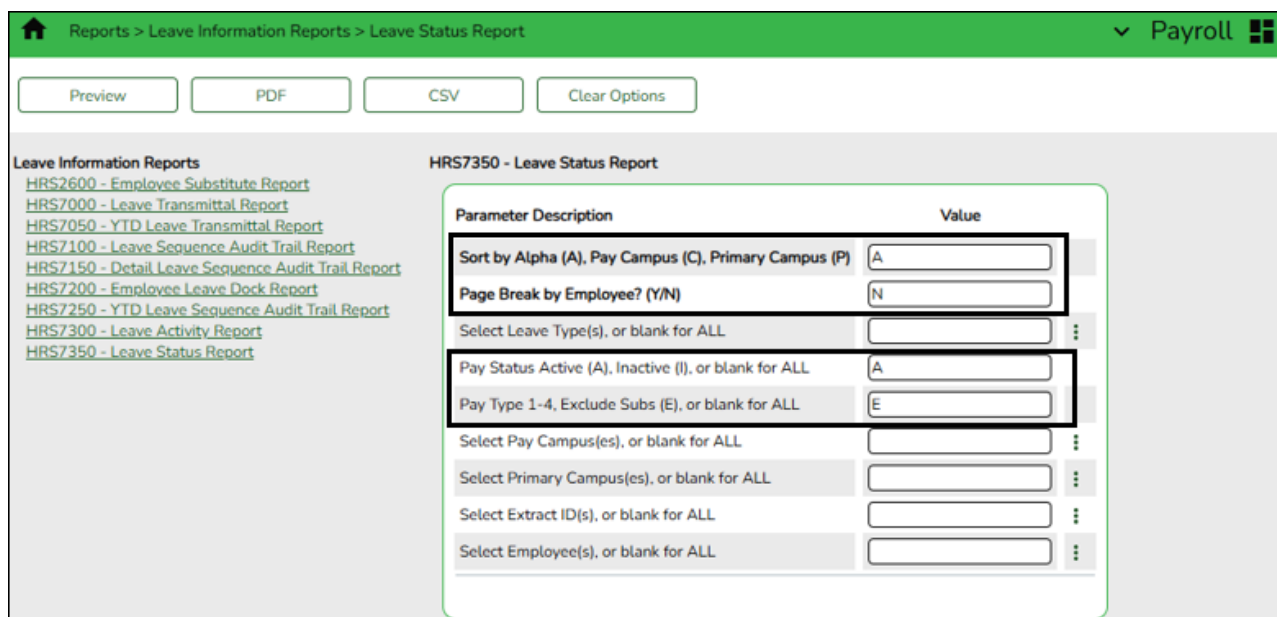 Reports > Leave Information Reports > Leave Status Report
Payroll
Preview PDF CSV Clear Options
Leave Information Reports
HRS2600 - Employee Substitute Report
HRS7000 - Leave Transmittal Report
HRS7050 - YTD Leave Transmittal Report
HRS7100 - Leave Sequence Audit Trail Report
HRS7150 - Detail Leave Sequence Audit Trail Report
HRS7200 - Employee Leave Dock Report
HRS7250 - YTD Leave Sequence Audit Trail Report
HRS7300 - Leave Activity Report
HRS7350 - Leave Status Report
HRS7350 - Leave Status Report
Parameter Description Value
Sort by Alpha (A), Pay Campus (C), Primary Campus (P) A
Page Break by Employee? (Y/N) N
Select Leave Type(s), or blank for ALL
Pay Status Active (A), Inactive (I), or blank for ALL A
Pay Type 1-4, Exclude Subs (E), or blank for ALL E
Select Pay Campus(es), or blank for ALL
Select Primary Campus(es), or blank for ALL
Select Extract ID(s), or blank for ALL
Select Employee(s), or blank for ALL